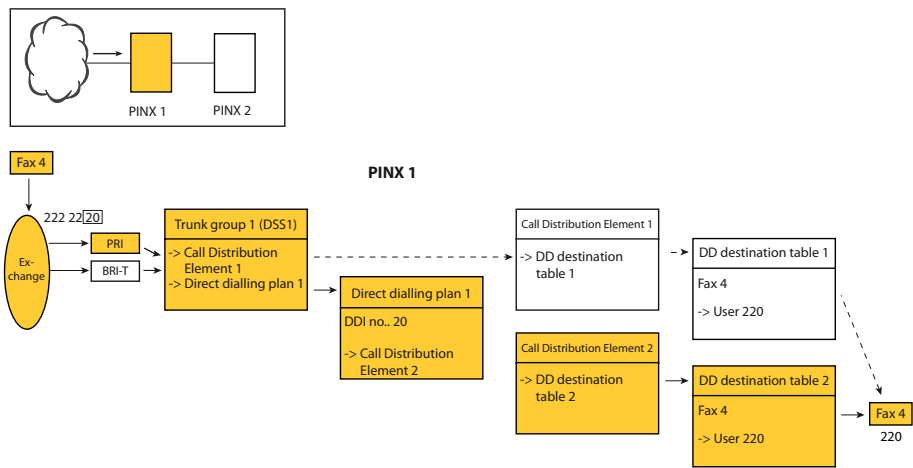 PINX 1
PINX 2
Fax 4
PINX 1
222 22 20
Ex-
change
PRI
BRI-T
Trunk group 1 (DSS1)
-> Call Distribution
Element 1
-> Direct dialling plan 1
Direct dialling plan 1
DDI no.. 20
-> Call Distribution
Element 2
Call Distribution Element 1
-> DD destination
table 1
DD destination table 1
Fax 4
-> User 220
Call Distribution Element 2
-> DD destination
table 2
DD destination table 2
Fax 4
-> User 220
Fax 4
220